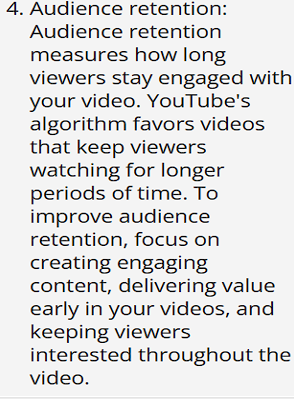 4. Audience retention:
Audience retention
measures how long
viewers stay engaged with
your video. YouTube's
algorithm favors videos
that keep viewers
watching for longer
periods of time. To
improve audience
retention, focus on
creating engaging
content, delivering value
early in your videos, and
keeping viewers
interested throughout the
video.